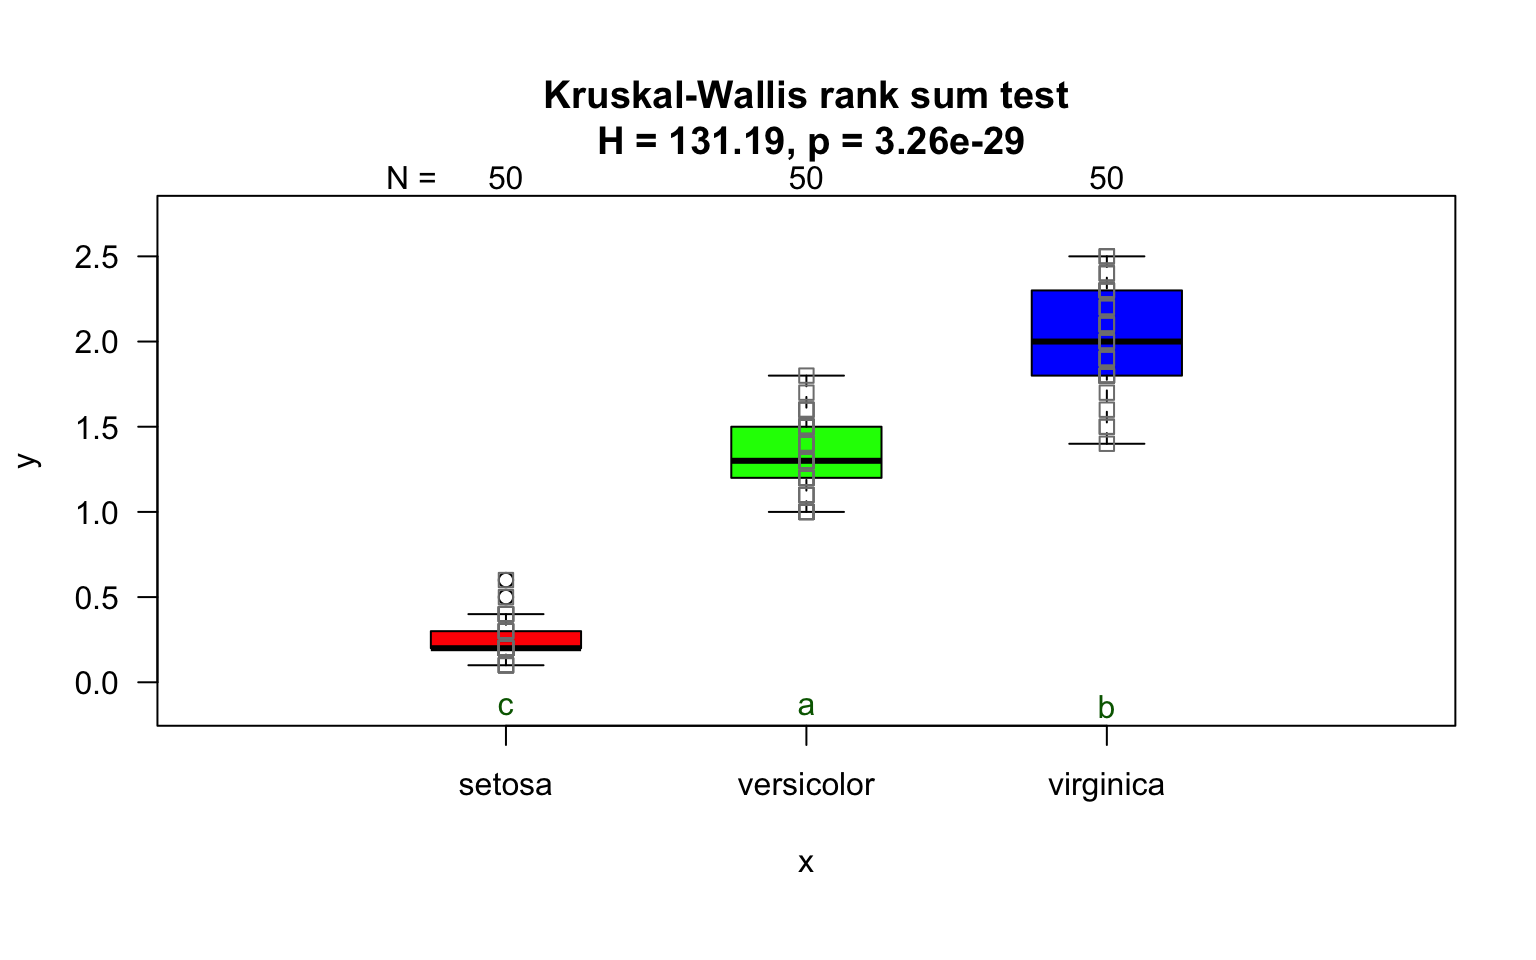 Kruskal-Wallis rank sum test
H = 131.19, p = 3.26e-29
N = 50 50 50
2.5
2.0
1.5
1.0
0.5
0.0
y
c a b
setosa versicolor virginica
x